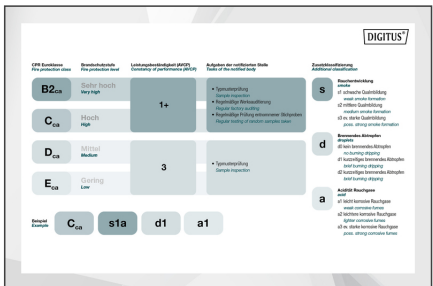 DIGITUS®
CPR Euroklasse
Fire protection class
Brandschutzstufe
Fire protection level
Leistungsbeständigkeit (AVCP)
Constancy of performance (AVCP)
Aufgaben der notifizierten Stelle
Tasks of the notified body
Zusatzklassifizierung
Additional classification
B2ca
Sehr hoch
Very high
Cca
Hoch
High
1+
• Typmusterprüfung
Sample inspection
• Regelmäßige Werksauditierung
Regular factory auditing
• Regelmäßige Prüfung entnommener Stichproben
Regular testing of random samples taken
Dca
Mittel
Medium
Eca
Gering
Low
3
• Typmusterprüfung
Sample inspection
s
Rauchentwicklung
smoke
s1 schwache Qualmbildung
weak smoke formation
s2 mittlere Qualmbildung
medium smoke formation
s3 ev. starke Qualmbildung
poss. strong smoke formation
d
Brennendes Abtropfen
droplets
d0 kein brennendes Abtropfen
no burning dripping
d1 kurzzeitiges brennendes Abtropfen
brief burning dripping
d2 kurzzeitiges brennendes Abtropfen
brief burning dripping
a
Acidität Rauchgase
acid
a1 leicht korrosive Rauchgase
weak corrosive fumes
a2 leichtere korrosive Rauchgase
lighter corrosive fumes
a3 ev. starke korrosive Rauchgase
poss. strong corrosive fumes
Beispiel
Example
Cca
s1a
d1
a1